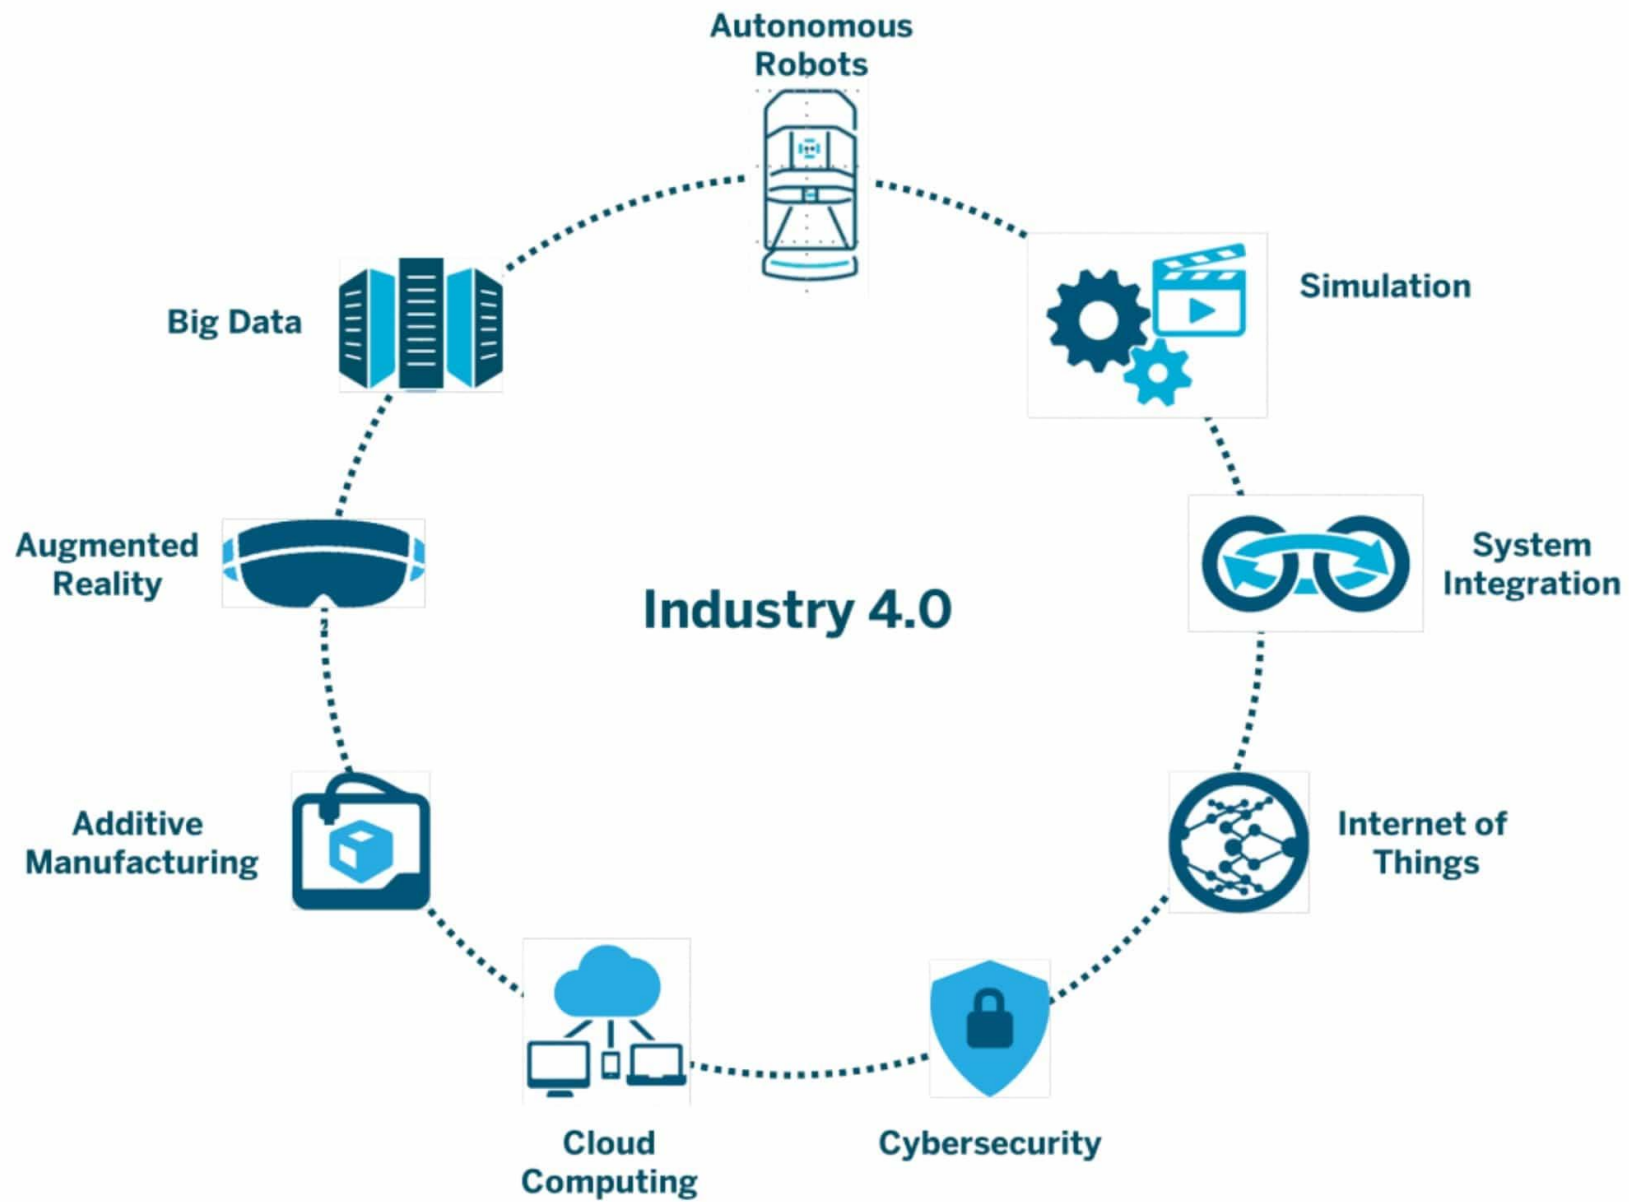 Autonomous
Robots
Simulation
Big Data
System
Integration
Augmented
Reality
Industry 4.0
Internet of
Things
Additive
Manufacturing
Cloud
Computing
Cybersecurity